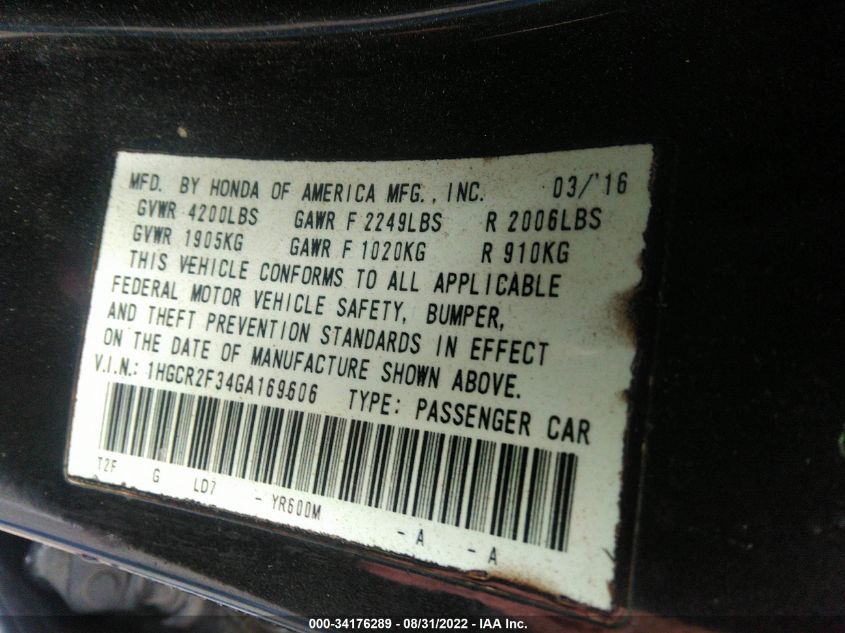 MFD. BY HONDA OF AMERICA MFG., INC. 03/'16
GVWR 4200LBS GAWR F 2249LBS R 2006LBS
GVWR 1905KG GAWR F 1020KG R 910KG
THIS VEHICLE CONFORMS TO ALL APPLICABLE
FEDERAL MOTOR VEHICLE SAFETY, BUMPER,
AND THEFT PREVENTION STANDARDS IN EFFECT
ON THE DATE OF MANUFACTURE SHOWN ABOVE.
V.I.N.: 1HGCR2F34GA169606 TYPE: PASSENGER CAR
T2F G LD7 - YR600M - A - A
000-34176289 - 08/31/2022 - IAA Inc.